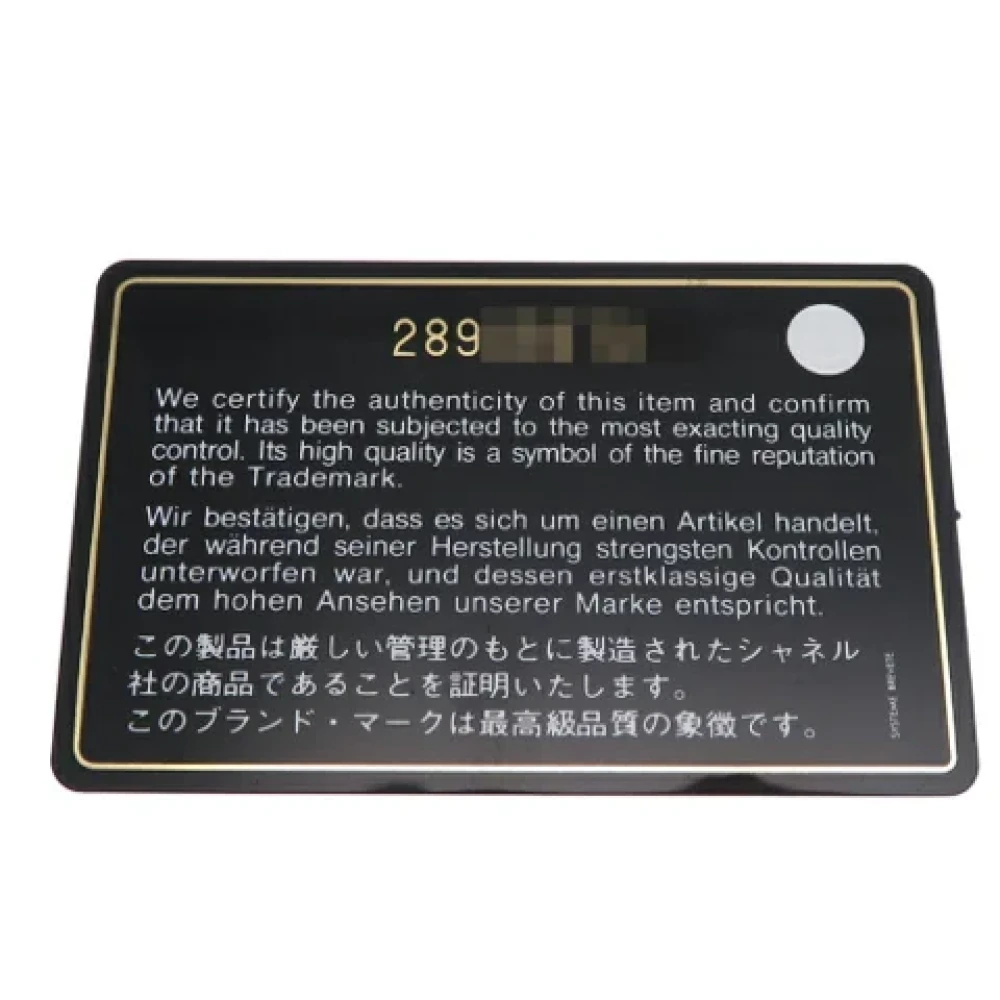 289
We certify the authenticity of this item and confirm
that it has been subjected to the most exacting quality
control. Its high quality is a symbol of the fine reputation
of the Trademark.
Wir bestätigen, dass es sich um einen Artikel handelt,
der während seiner Herstellung strengsten Kontrollen
unterworfen war, und dessen erstklassige Qualität
dem hohen Ansehen unserer Marke entspricht.
この製品は厳しい管理のもとに製造されたシャネル
社の商品であることを証明いたします。
このブランド・マークは最高級品質の象徴です。
SYSTEME BREVETE